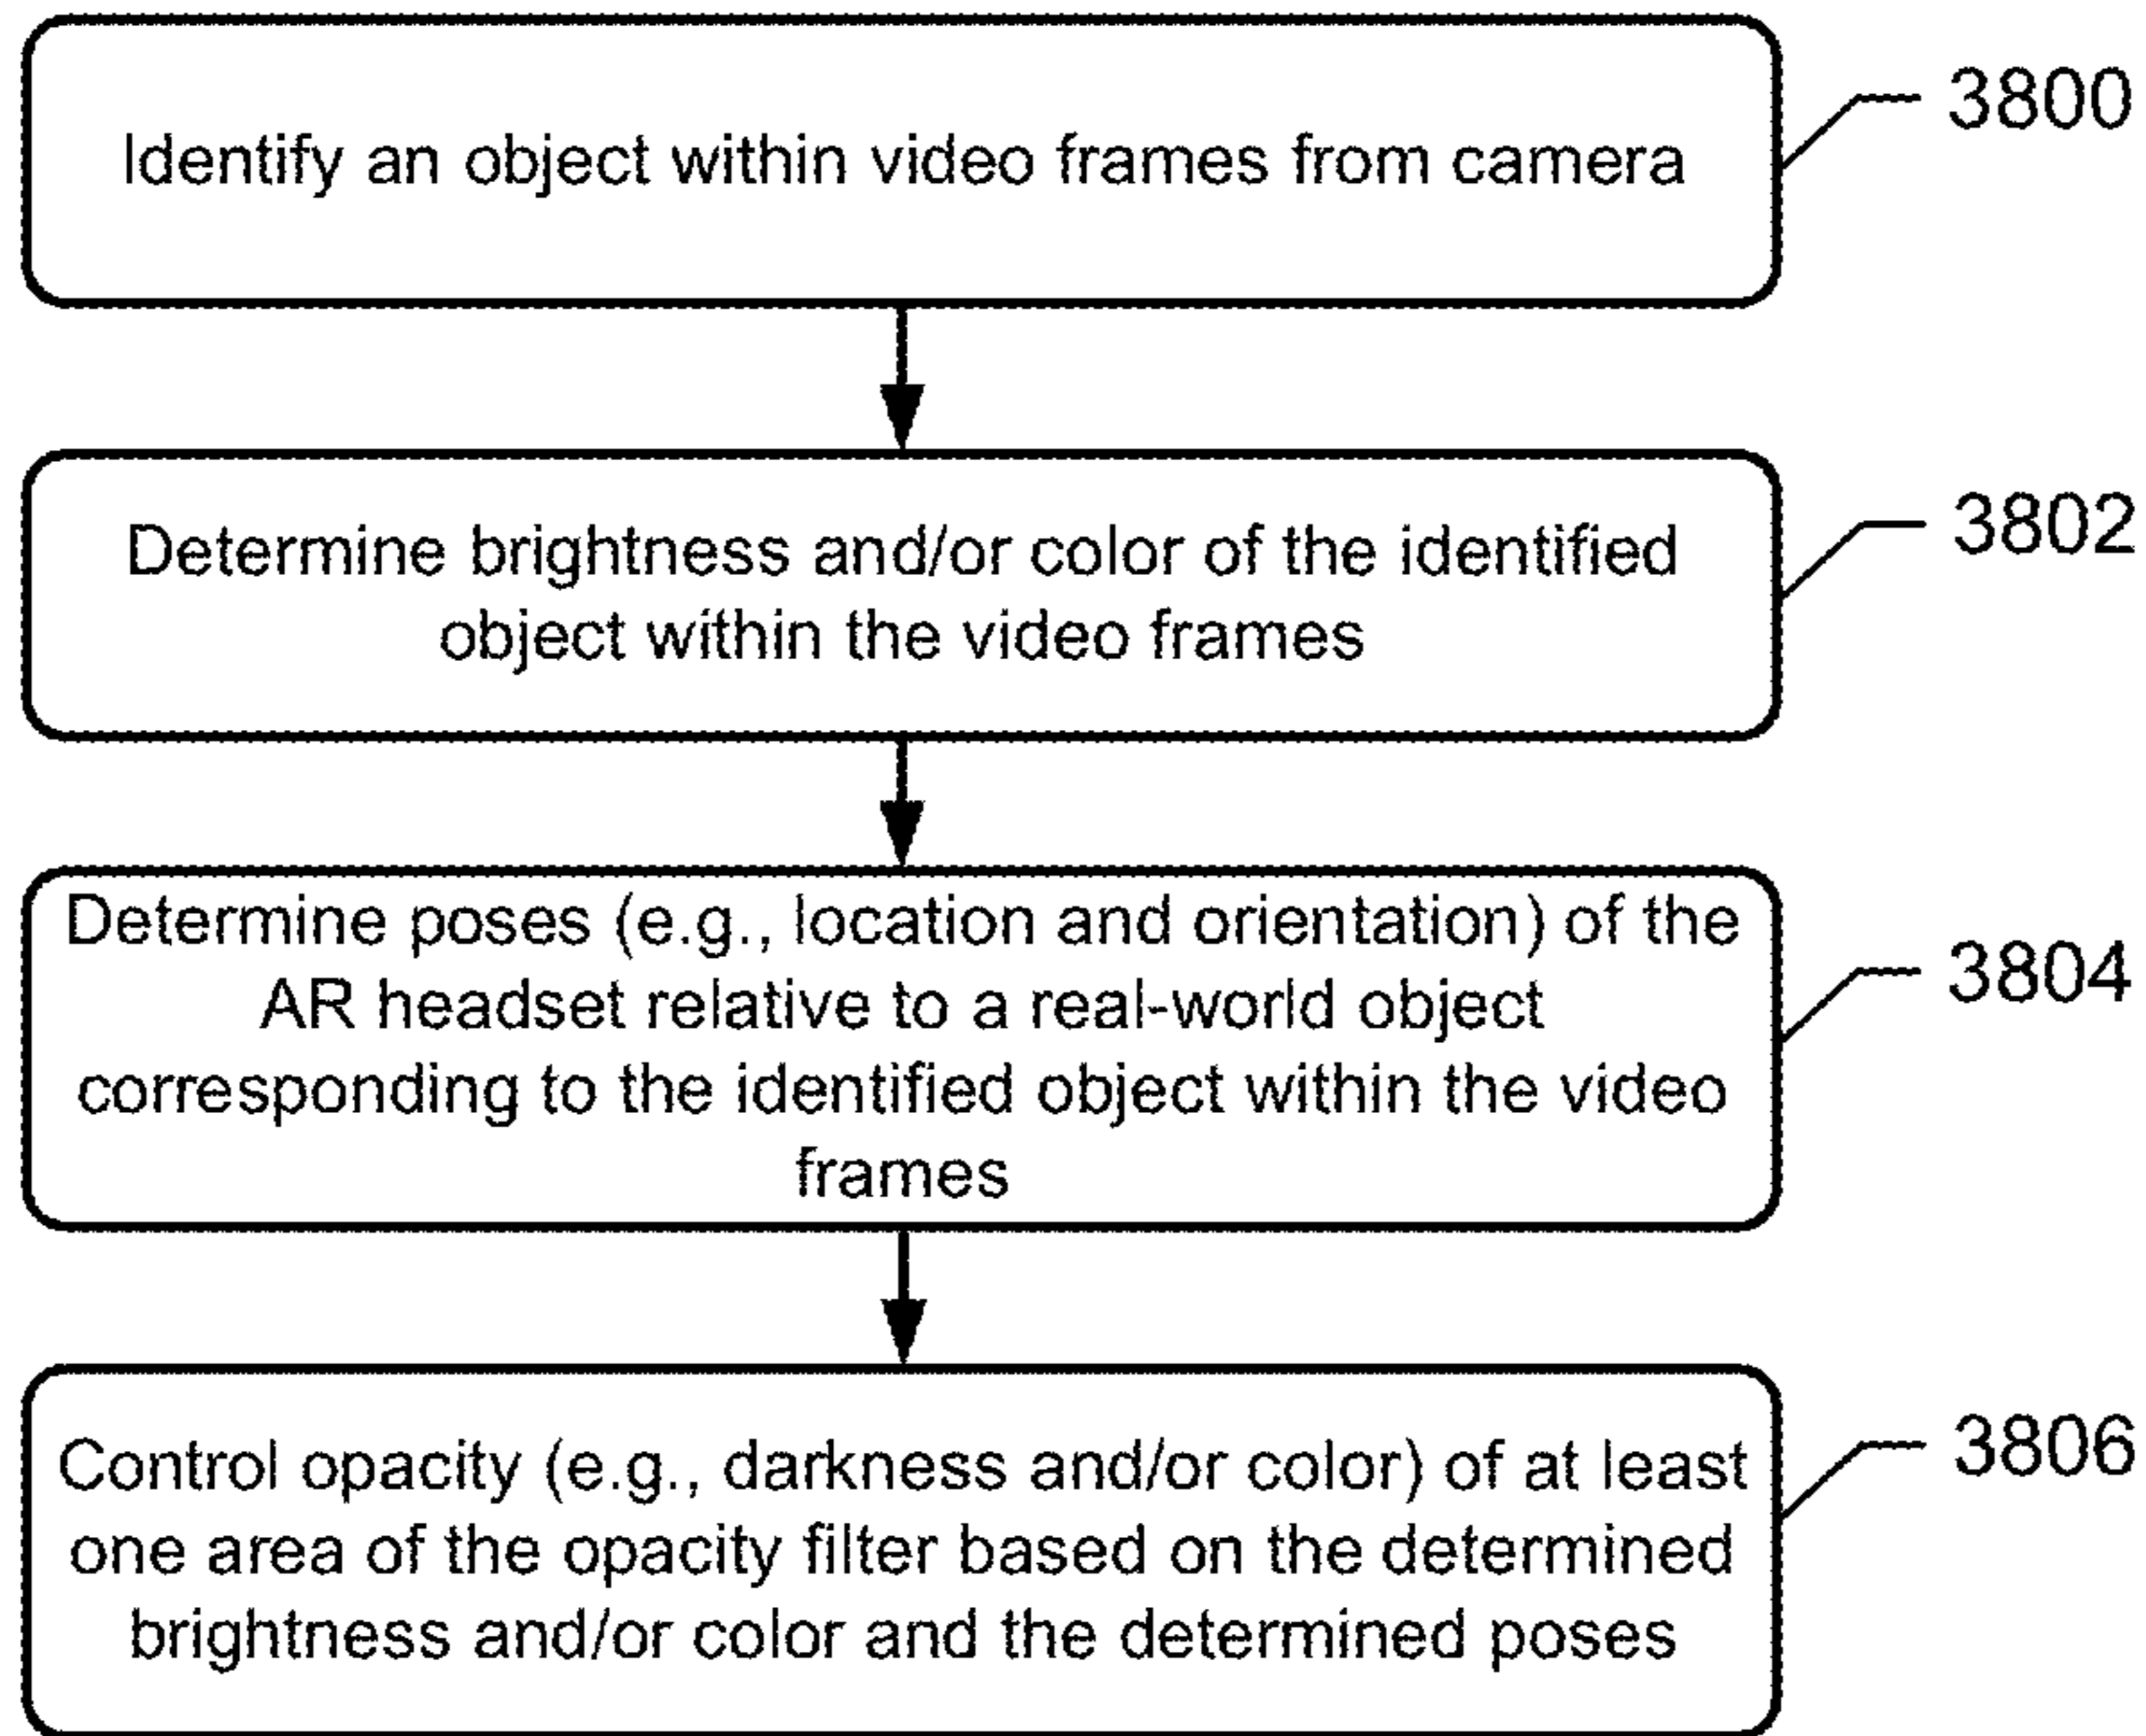 Identify an object within video frames from camera
3800
Determine brightness and/or color of the identified
object within the video frames
3802
Determine poses (e.g., location and orientation) of the
AR headset relative to a real-world object
corresponding to the identified object within the video
frames
3804
Control opacity (e.g., darkness and/or color) of at least
one area of the opacity filter based on the determined
brightness and/or color and the determined poses
3806